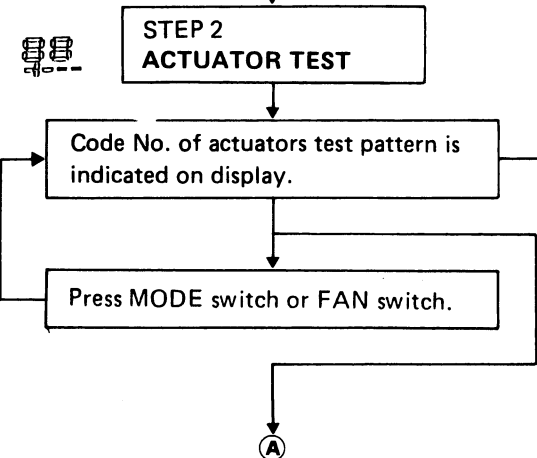 STEP 2
ACTUATOR TEST
Code No. of actuators test pattern is
indicated on display.
Press MODE switch or FAN switch.
A